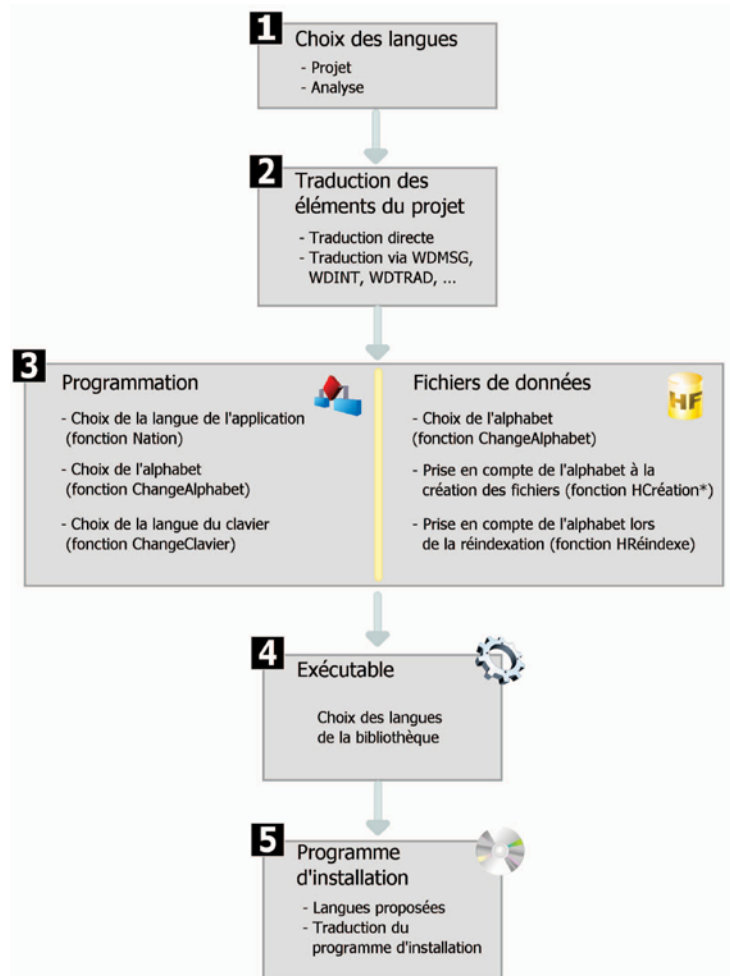 1
Choix des langues
- Projet
- Analyse
2
Traduction des
éléments du projet
- Traduction directe
- Traduction via WDMSG,
WDINT, WDTRAD, ...
3
Programmation
- Choix de la langue de l'application
(fonction Nation)
- Choix de l'alphabet
(fonction ChangeAlphabet)
- Choix de la langue du clavier
(fonction ChangeClavier)
Fichiers de données
HF
- Choix de l'alphabet
(fonction ChangeAlphabet)
- Prise en compte de l'alphabet à la
création des fichiers (fonction HCréation*)
- Prise en compte de l'alphabet lors
de la réindexation (fonction HRéindexe)
4
Exécutable
Choix des langues
de la bibliothèque
5
Programme
d'installation
- Langues proposées
- Traduction du
programme d'installation